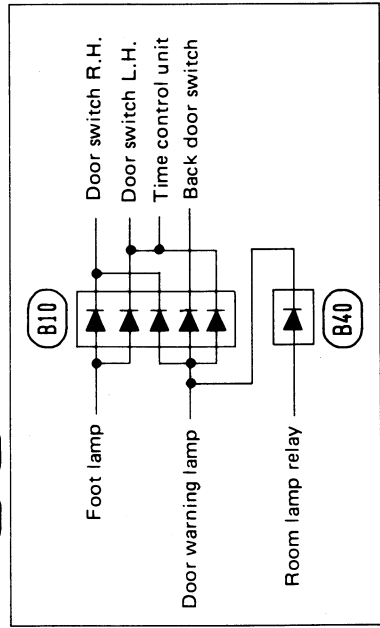 Door switch R.H.
Door switch L.H.
Time control unit
Back door switch
B10
Foot lamp
Door warning lamp
Room lamp relay
B40